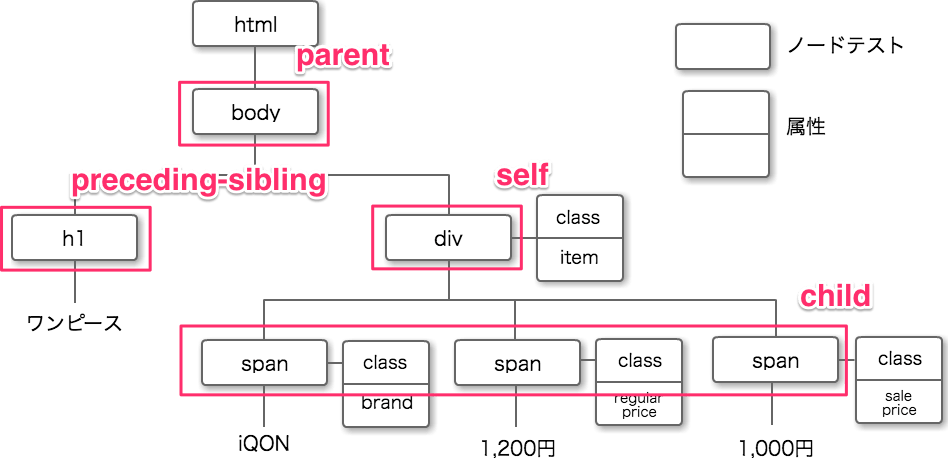 html
parent
ノードテスト
body
属性
preceding-sibling
self
h1
div
class
item
child
ワンピース
span
class
brand
span
class
regular
price
span
class
sale
price
iQON
1,200円
1,000円